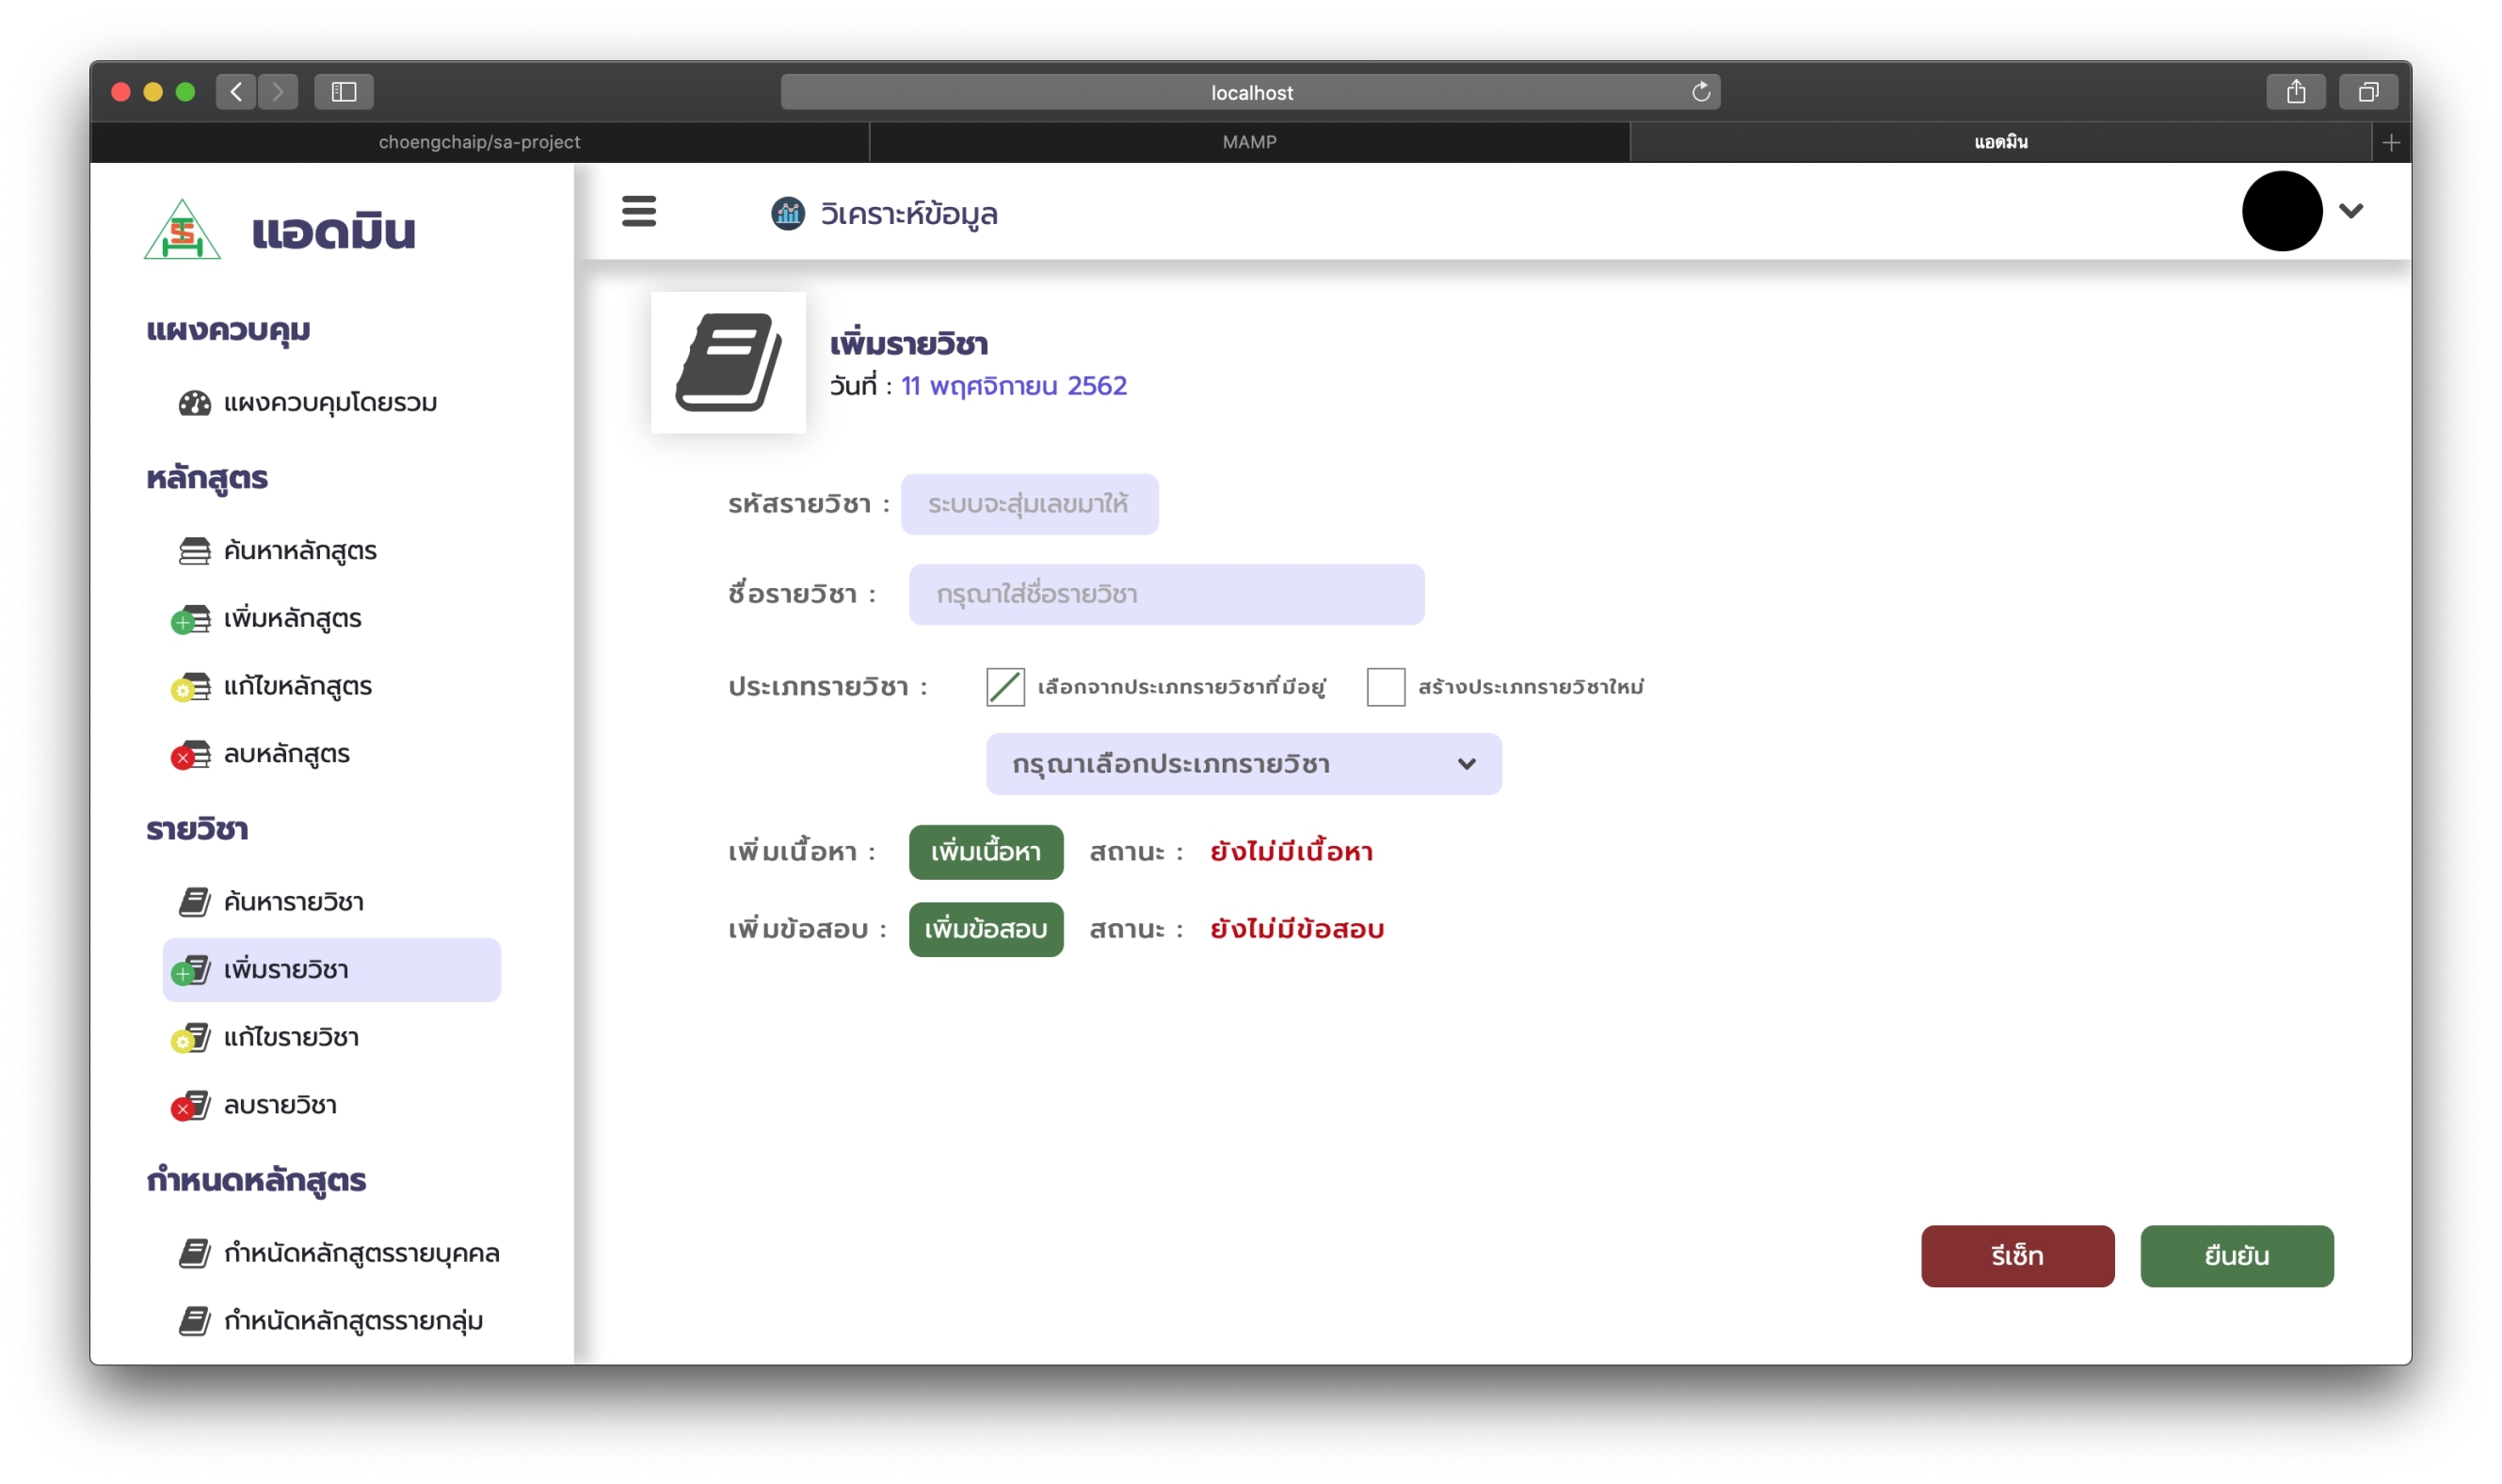 localhost
choengchaip/sa-project
MAMP
แอดมิน
แอดมิน
วิเคราะห์ข้อมูล
แผงควบคุม
แผงควบคุมโดยรวม
หลักสูตร
ค้นหาหลักสูตร
เพิ่มหลักสูตร
แก้ไขหลักสูตร
ลบหลักสูตร
รายวิชา
ค้นหารายวิชา
เพิ่มรายวิชา
แก้ไขรายวิชา
ลบรายวิชา
กำหนดหลักสูตร
กำหนัดหลักสูตรรายบุคคล
กำหนัดหลักสูตรรายกลุ่ม
เพิ่มรายวิชา
วันที่ : 11 พฤศจิกายน 2562
รหัสรายวิชา : ระบบจะสุ่มเลขมาให้
ชื่อรายวิชา : กรุณาใส่ชื่อรายวิชา
ประเภทรายวิชา : เลือกจากประเภทรายวิชาที่มีอยู่ สร้างประเภทรายวิชาใหม่
กรุณาเลือกประเภทรายวิชา
เพิ่มเนื้อหา : เพิ่มเนื้อหา สถานะ : ยังไม่มีเนื้อหา
เพิ่มข้อสอบ : เพิ่มข้อสอบ สถานะ : ยังไม่มีข้อสอบ
รีเซ็ท ยืนยัน